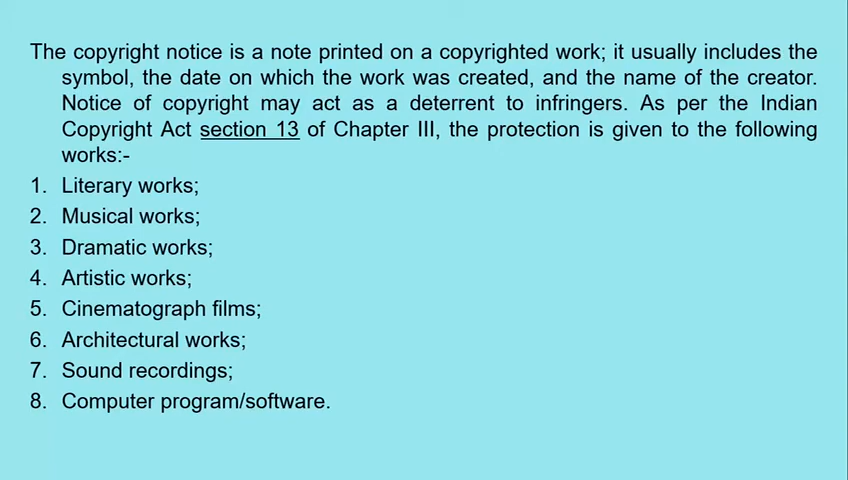 The copyright notice is a note printed on a copyrighted work; it usually includes the
symbol, the date on which the work was created, and the name of the creator.
Notice of copyright may act as a deterrent to infringers. As per the Indian
Copyright Act section 13 of Chapter III, the protection is given to the following
works:-
1. Literary works;
2. Musical works;
3. Dramatic works;
4. Artistic works;
5. Cinematograph films;
6. Architectural works;
7. Sound recordings;
8. Computer program/software.